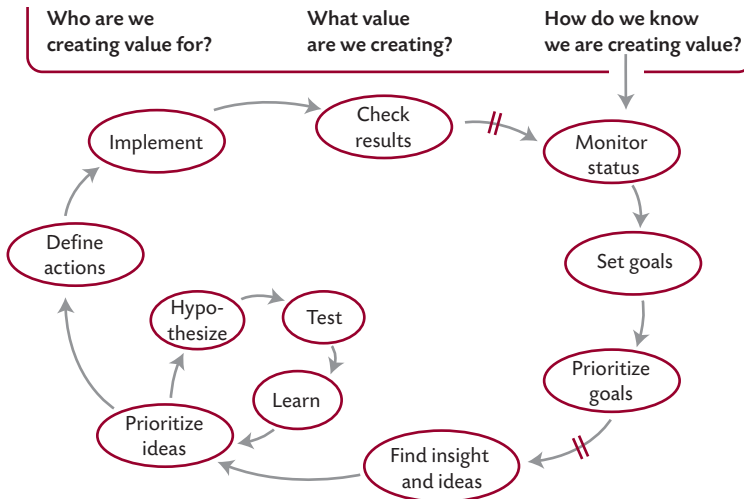 Who are we
creating value for?
What value
are we creating?
How do we know
we are creating value?
Implement
Check
results
Monitor
status
Define
actions
Set goals
Hypo-
thesize
Test
Prioritize
goals
Learn
Prioritize
ideas
Find insight
and ideas